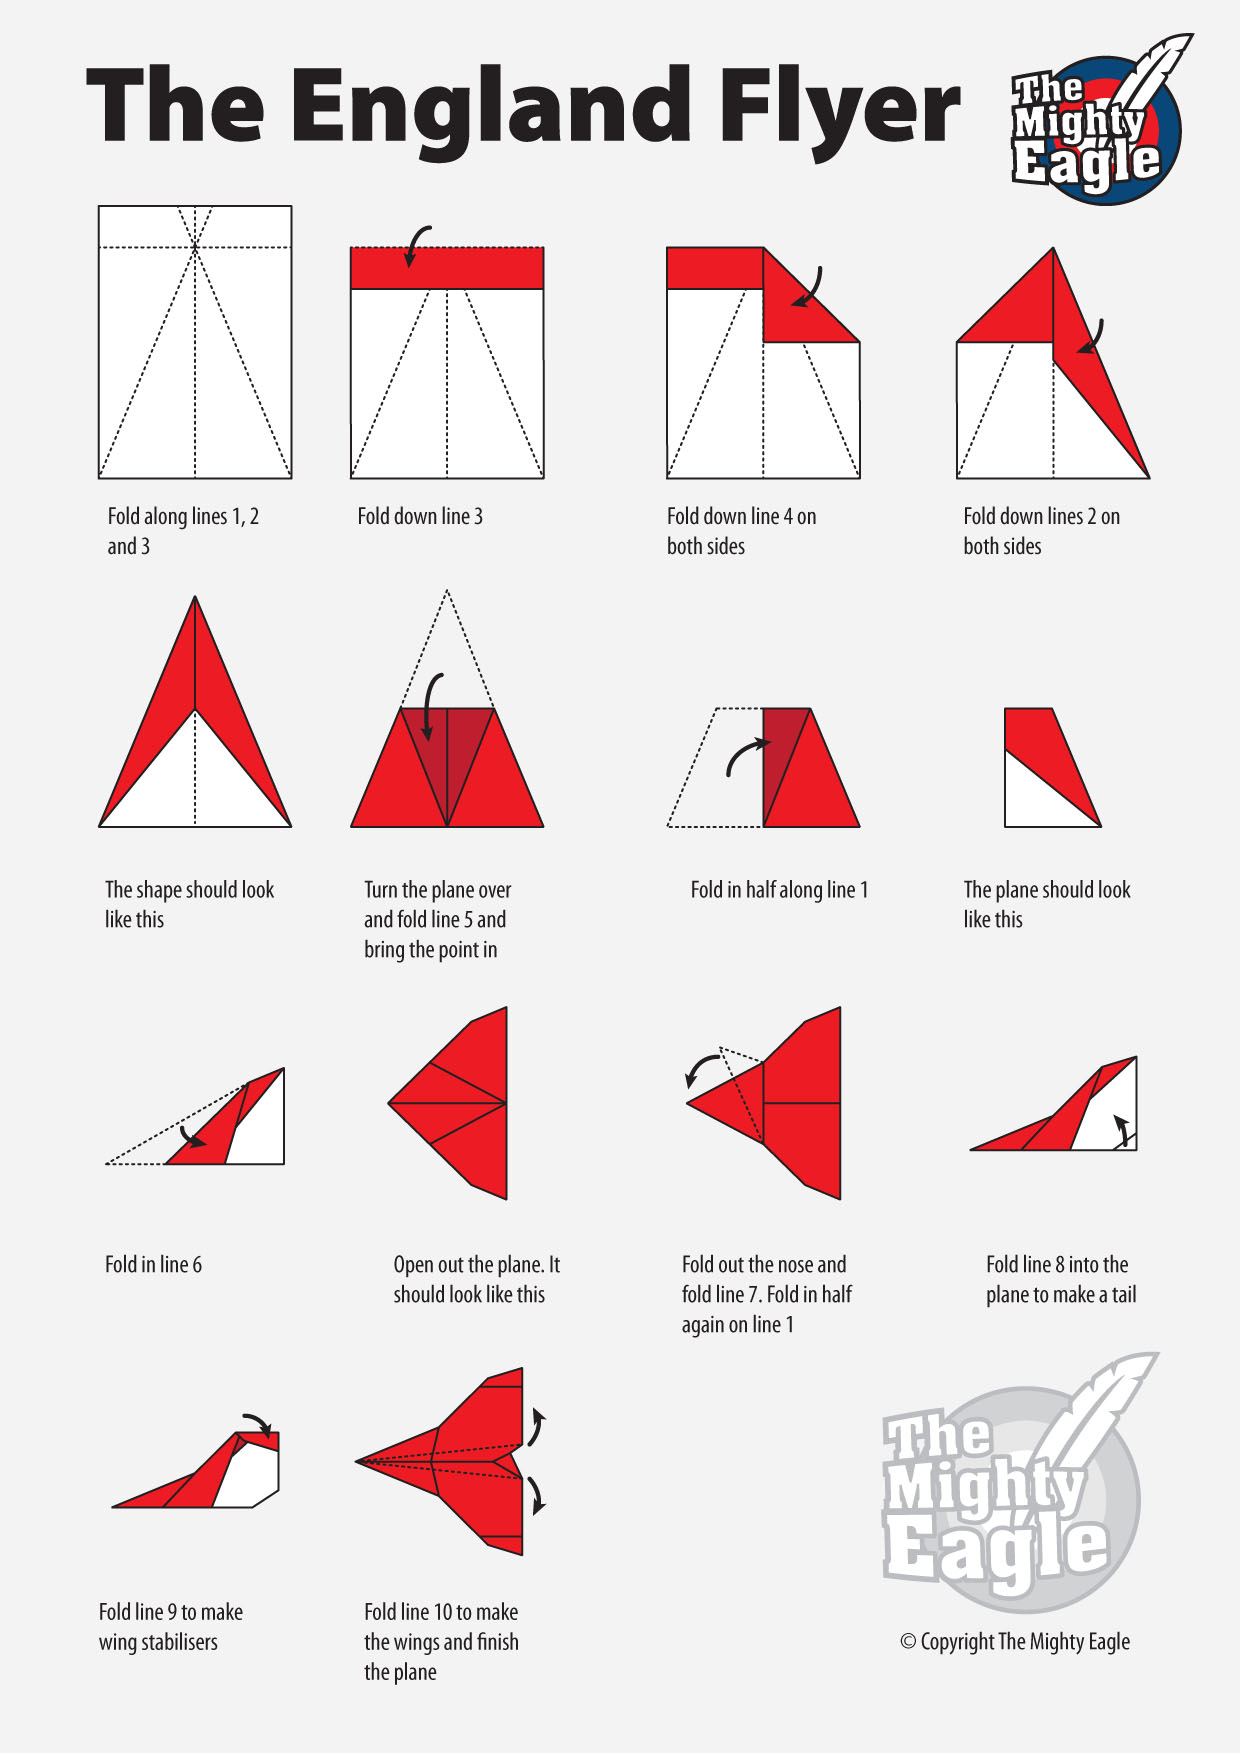 The England Flyer
The
Mighty
Eagle
Fold along lines 1, 2
and 3
Fold down line 3
Fold down line 4 on
both sides
Fold down lines 2 on
both sides
The shape should look
like this
Turn the plane over
and fold line 5 and
bring the point in
Fold in half along line 1
The plane should look
like this
Fold in line 6
Open out the plane. It
should look like this
Fold out the nose and
fold line 7. Fold in half
again on line 1
Fold line 8 into the
plane to make a tail
Fold line 9 to make
wing stabilisers
Fold line 10 to make
the wings and finish
the plane
The
Mighty
Eagle
© Copyright The Mighty Eagle